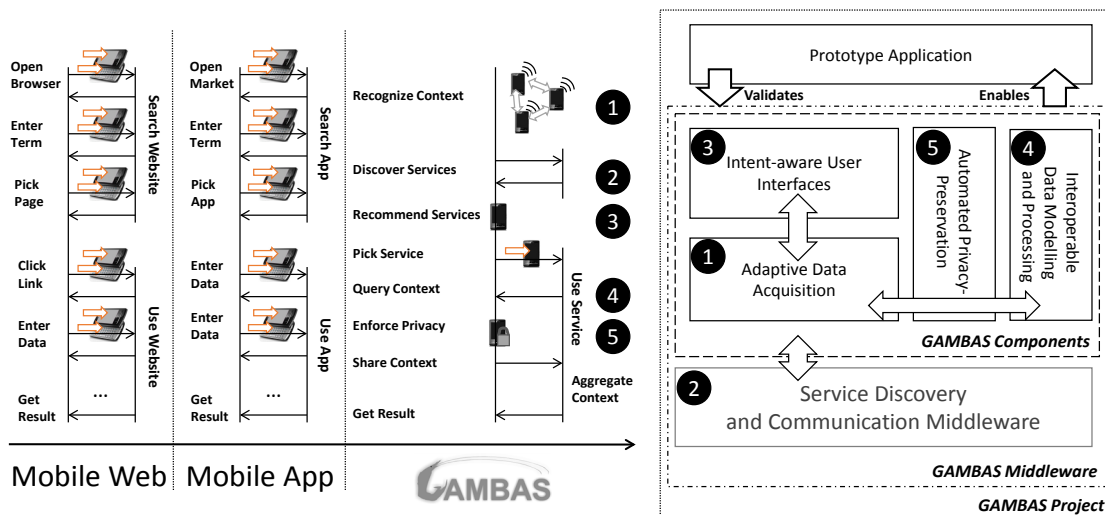 Open
Browser
Enter
Term
Pick
Page
Click
Link
Enter
Data
...
Get
Result
Search Website
Use Website
Mobile Web
Open
Market
Enter
Term
Pick
App
Enter
Data
Enter
Data
...
Get
Result
Search App
Use App
Mobile App
Recognize Context
1
Discover Services
2
Recommend Services
3
Pick Service
Query Context
4
Enforce Privacy
5
Share Context
Use Service
Aggregate
Context
Get Result
GAMBAS
Prototype Application
Validates
Enables
3
Intent-aware User
Interfaces
5
Automated Privacy-
Preservation
4
Interoperable
Data Modelling
and Processing
1
Adaptive Data
Acquisition
GAMBAS Components
2
Service Discovery
and Communication Middleware
GAMBAS Middleware
GAMBAS Project